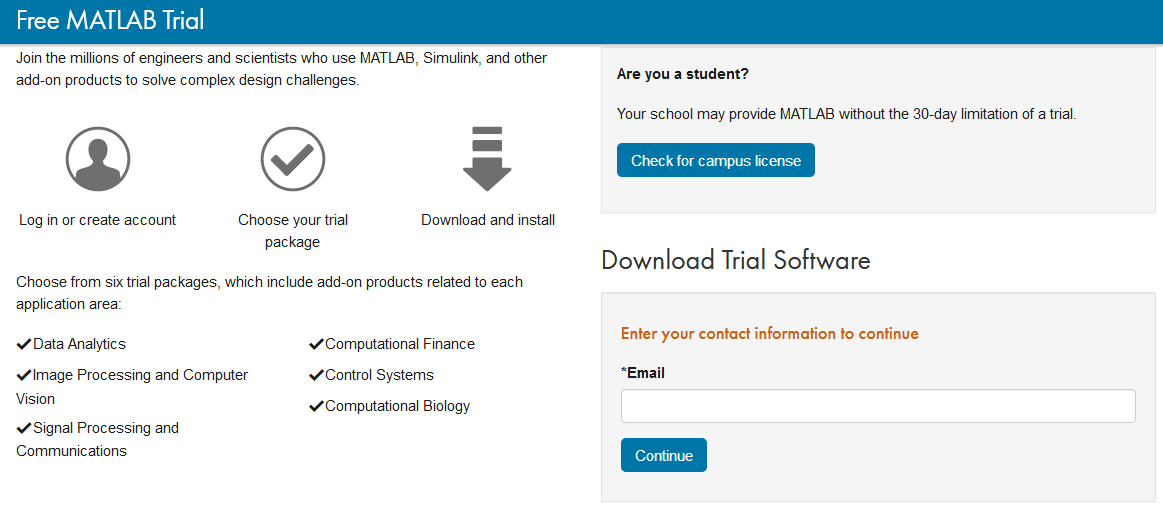 Free MATLAB Trial
Join the millions of engineers and scientists who use MATLAB, Simulink, and other
add-on products to solve complex design challenges.
Log in or create account
Choose your trial
package
Download and install
Choose from six trial packages, which include add-on products related to each
application area:
Data Analytics
Image Processing and Computer
Vision
Signal Processing and
Communications
Computational Finance
Control Systems
Computational Biology
Are you a student?
Your school may provide MATLAB without the 30-day limitation of a trial.
Check for campus license
Download Trial Software
Enter your contact information to continue
*Email
Continue